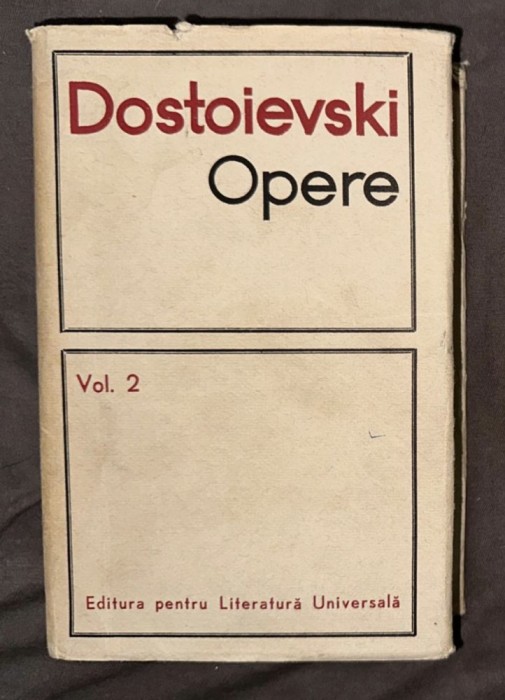 Dostoievski
Opere
Vol. 2
Editura pentru Literatură Universală